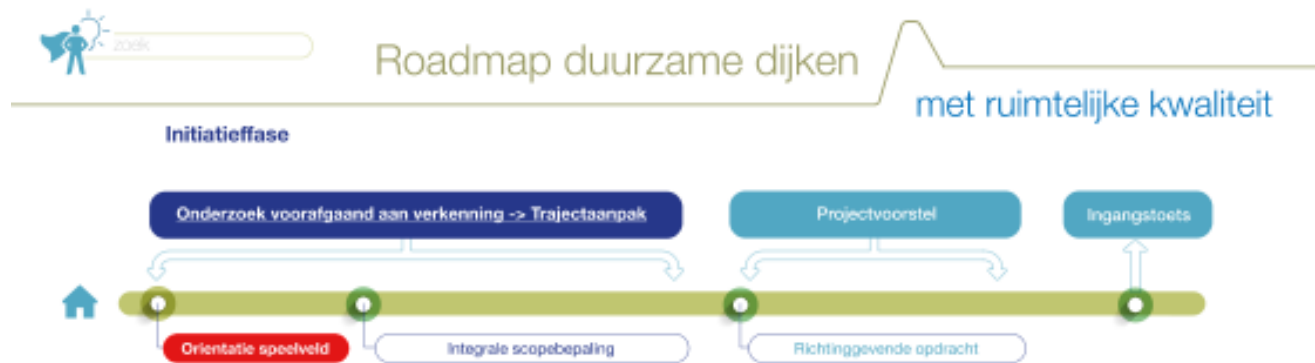 zoek
Roadmap duurzame dijken
met ruimtelijke kwaliteit
Initiatieffase
Onderzoek voorafgaand aan verkenning -> Trajectaanpak
Projectvoorstel
Ingangstoets
Orientatie speelveld
Integrale scopebepaling
Richtinggevende opdracht